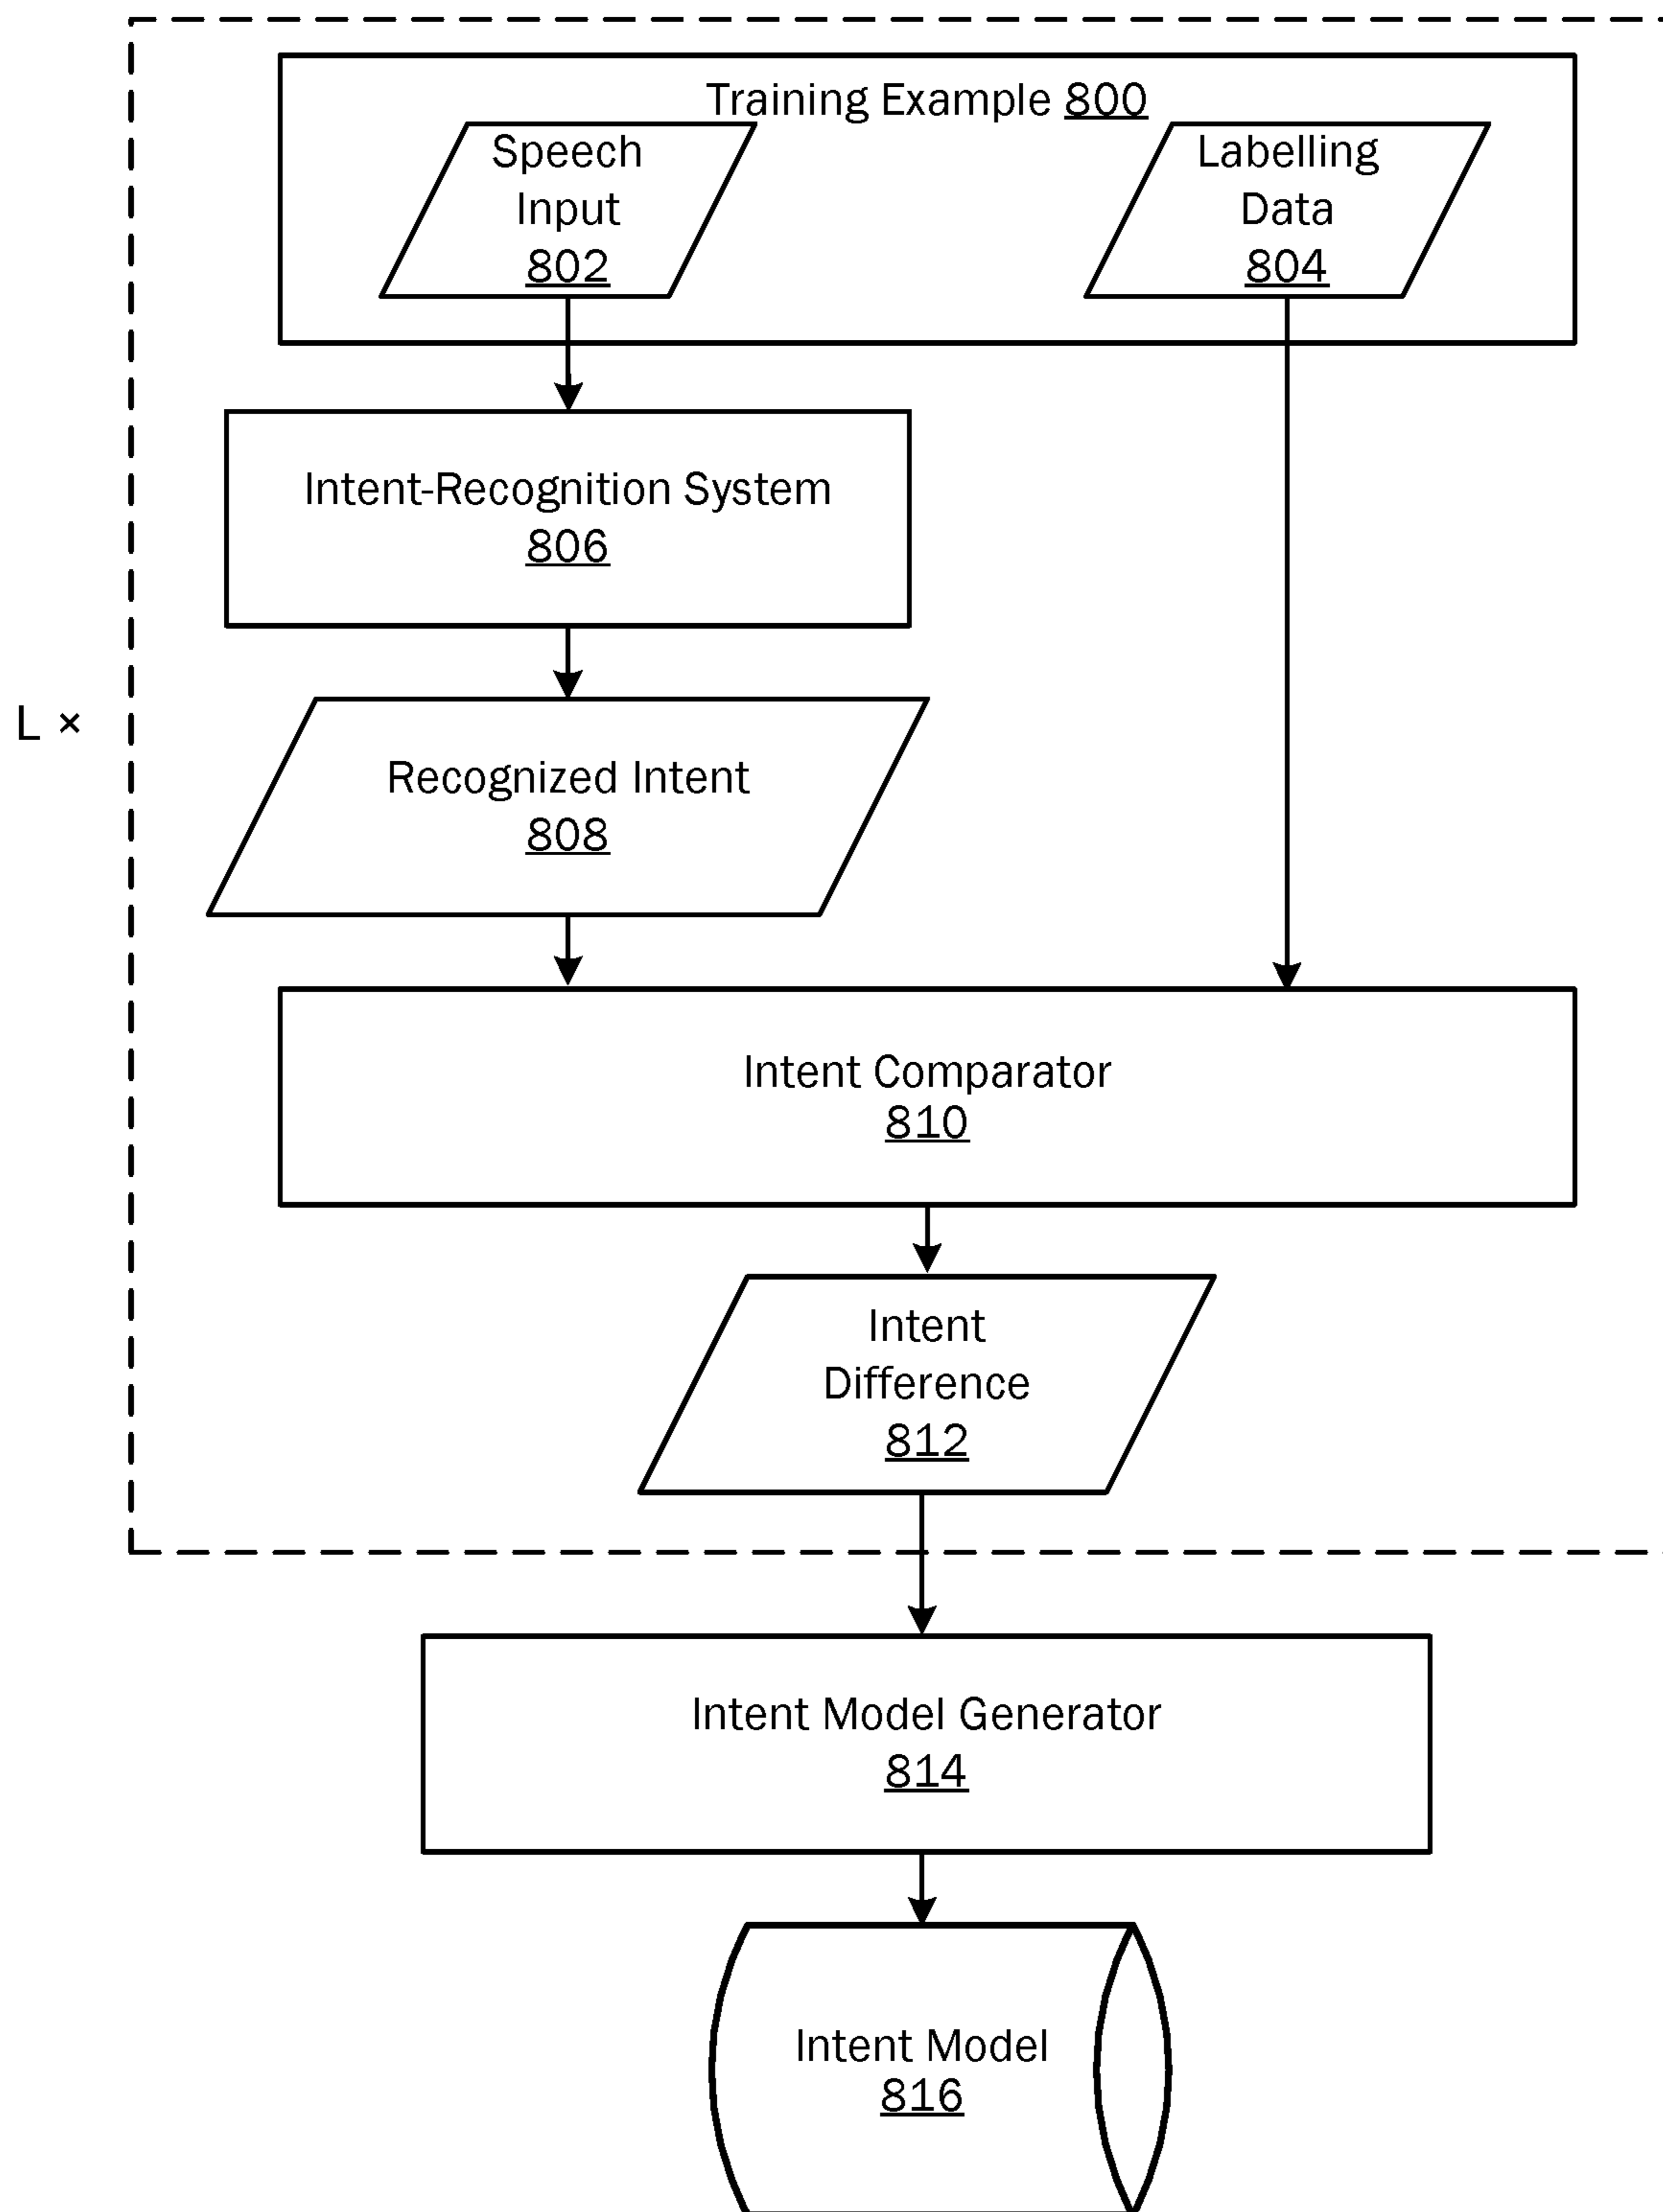 Training Example 800
Speech
Input
802
Labelling
Data
804
Intent-Recognition System
806
L ×
Recognized Intent
808
Intent Comparator
810
Intent
Difference
812
Intent Model Generator
814
Intent Model
816